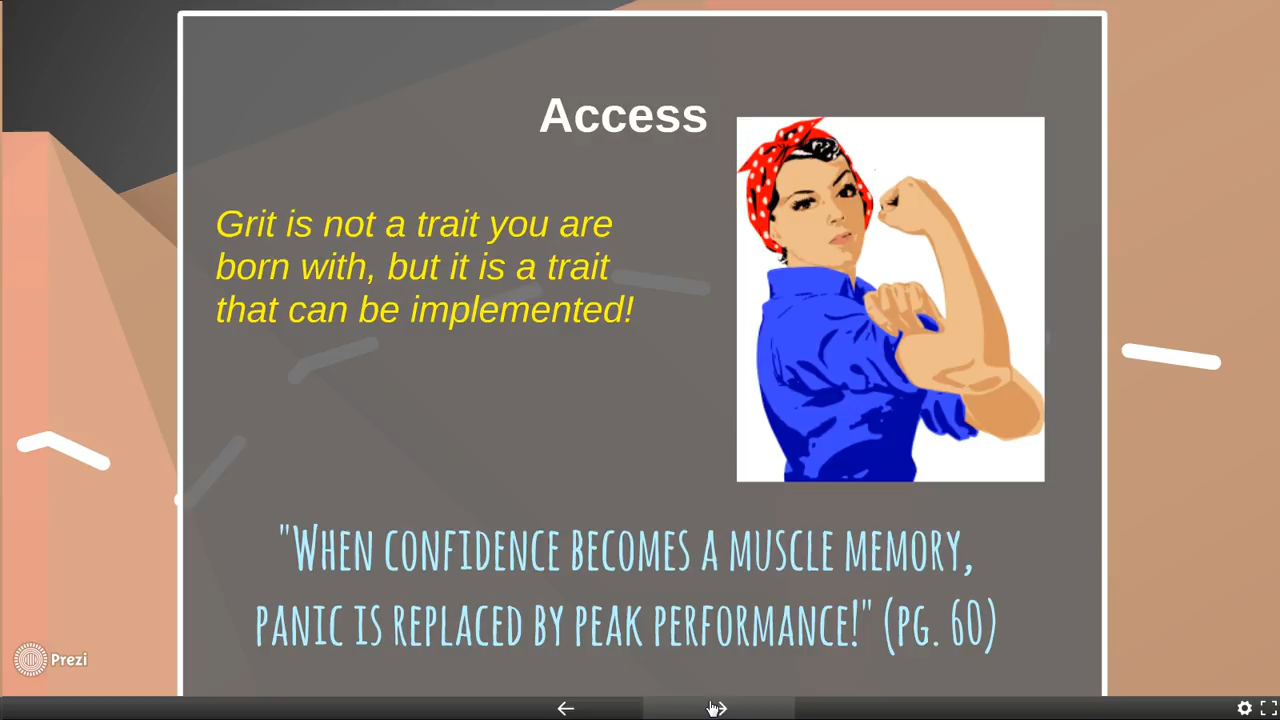 Access
Grit is not a trait you are
born with, but it is a trait
that can be implemented!
"When confidence becomes a muscle memory,
panic is replaced by peak performance!" (pg. 60)
Prezi